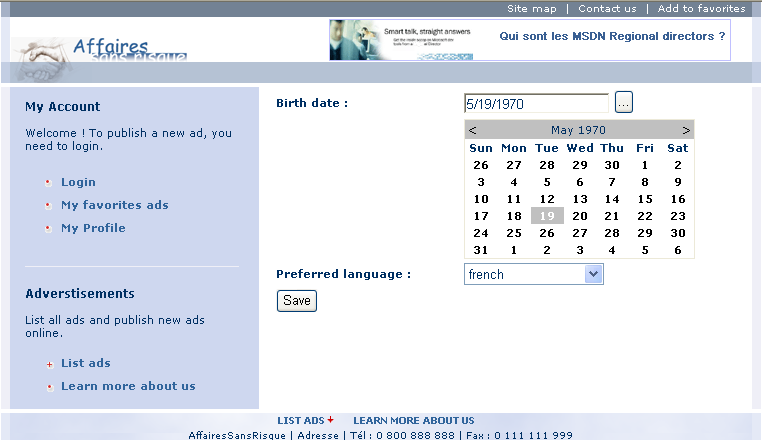 Site map | Contact us | Add to favorites
Affaires
sans risque
Smart talk, straight answers
Qui sont les MSDN Regional directors ?
My Account
Welcome ! To publish a new ad, you
need to login.
Login
My favorites ads
My Profile
Adverstisements
List all ads and publish new ads
online.
List ads
Learn more about us
Birth date :
5/19/1970
...
< May 1970 >
Sun Mon Tue Wed Thu Fri Sat
26 27 28 29 30 1 2
3 4 5 6 7 8 9
10 11 12 13 14 15 16
17 18 19 20 21 22 23
24 25 26 27 28 29 30
31 1 2 3 4 5 6
Preferred language :
french
Save
LIST ADS LEARN MORE ABOUT US
AffairesSansRisque | Adresse | Tél : 0 800 888 888 | Fax : 0 111 111 999